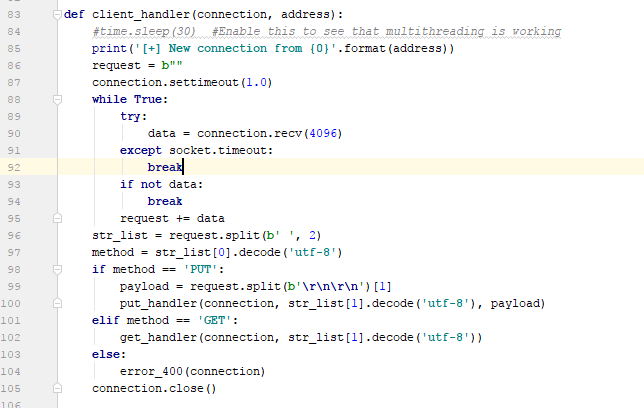 83 def client_handler(connection, address):
84     #time.sleep(30)  #Enable this to see that multithreading is working
85     print('[+] New connection from {0}'.format(address))
86     request = b""
87     connection.settimeout(1.0)
88     while True:
89         try:
90             data = connection.recv(4096)
91         except socket.timeout:
92             break
93         if not data:
94             break
95         request += data
96     str_list = request.split(b' ', 2)
97     method = str_list[0].decode('utf-8')
98     if method == 'PUT':
99         payload = request.split(b'\r\n\r\n')[1]
100         put_handler(connection, str_list[1].decode('utf-8'), payload)
101     elif method == 'GET':
102         get_handler(connection, str_list[1].decode('utf-8'))
103     else:
104         error_400(connection)
105     connection.close()
106